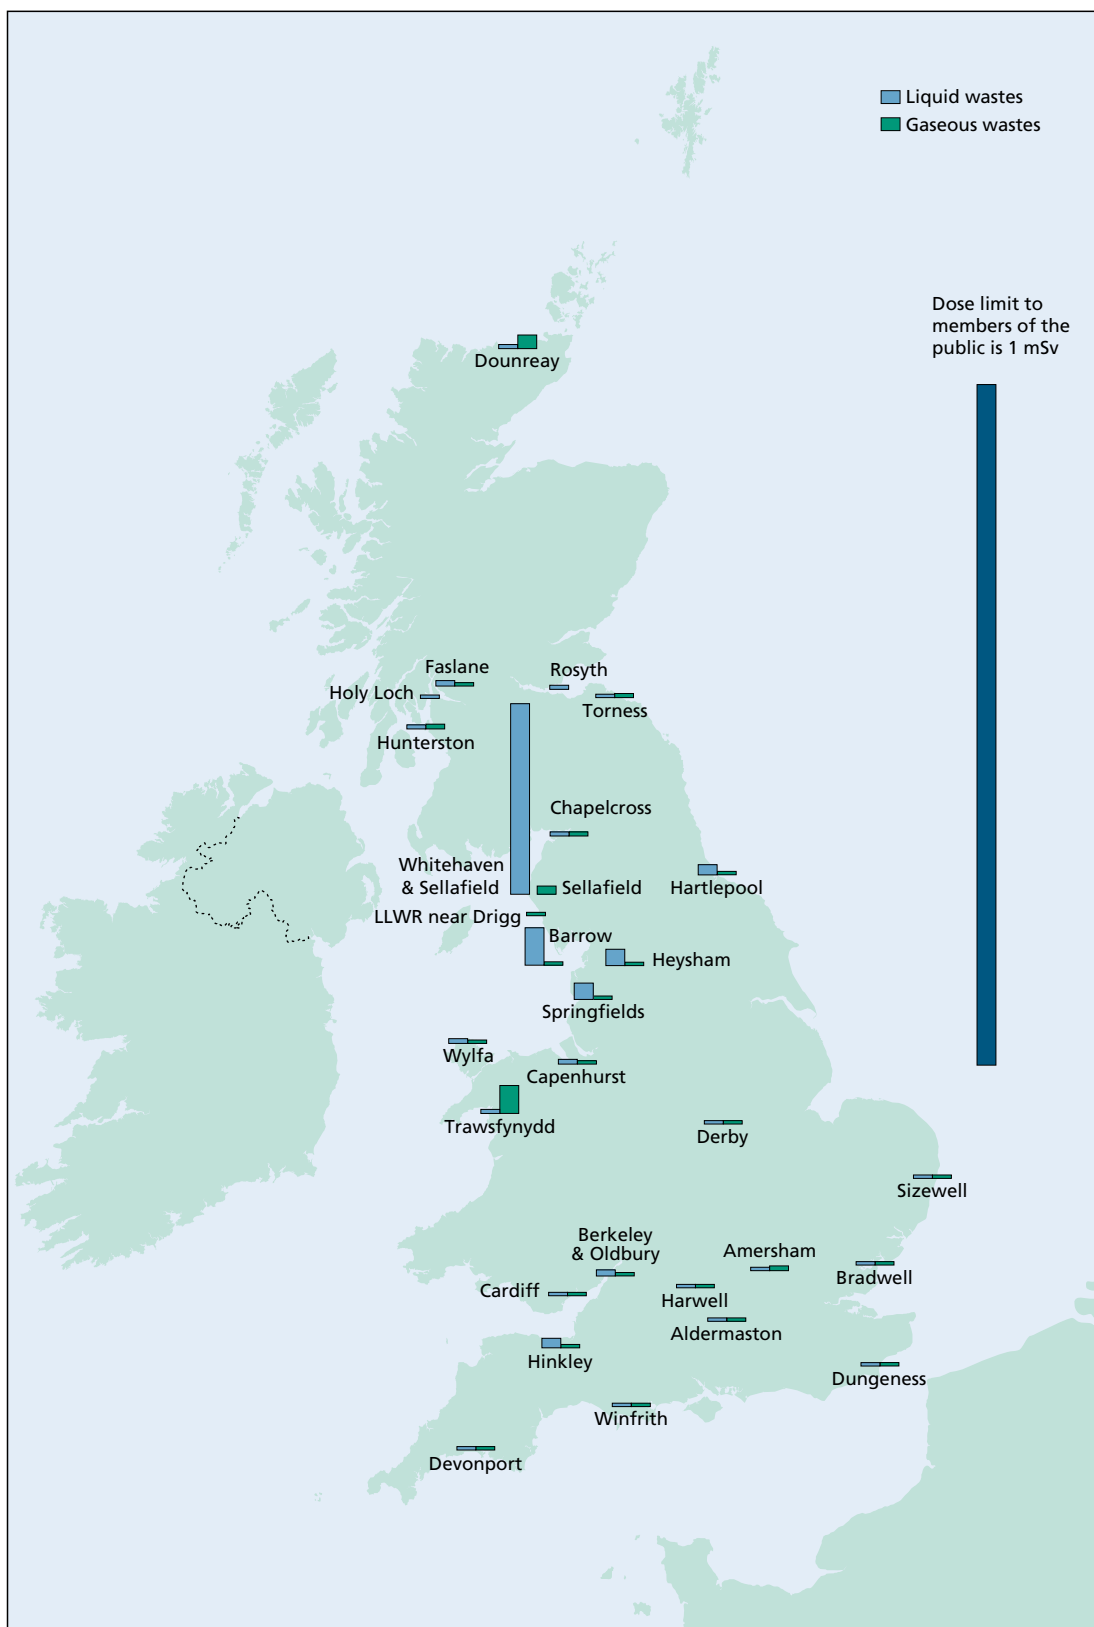 Liquid wastes
Gaseous wastes
Dose limit to
members of the
public is 1 mSv
Dounreay
Faslane
Rosyth
Holy Loch
Torness
Hunterston
Chapelcross
Whitehaven
& Sellafield
Sellafield
Hartlepool
LLWR near Drigg
Barrow
Heysham
Springfields
Wylfa
Capenhurst
Trawsfynydd
Derby
Sizewell
Berkeley
& Oldbury
Amersham
Bradwell
Cardiff
Harwell
Aldermaston
Hinkley
Dungeness
Winfrith
Devonport